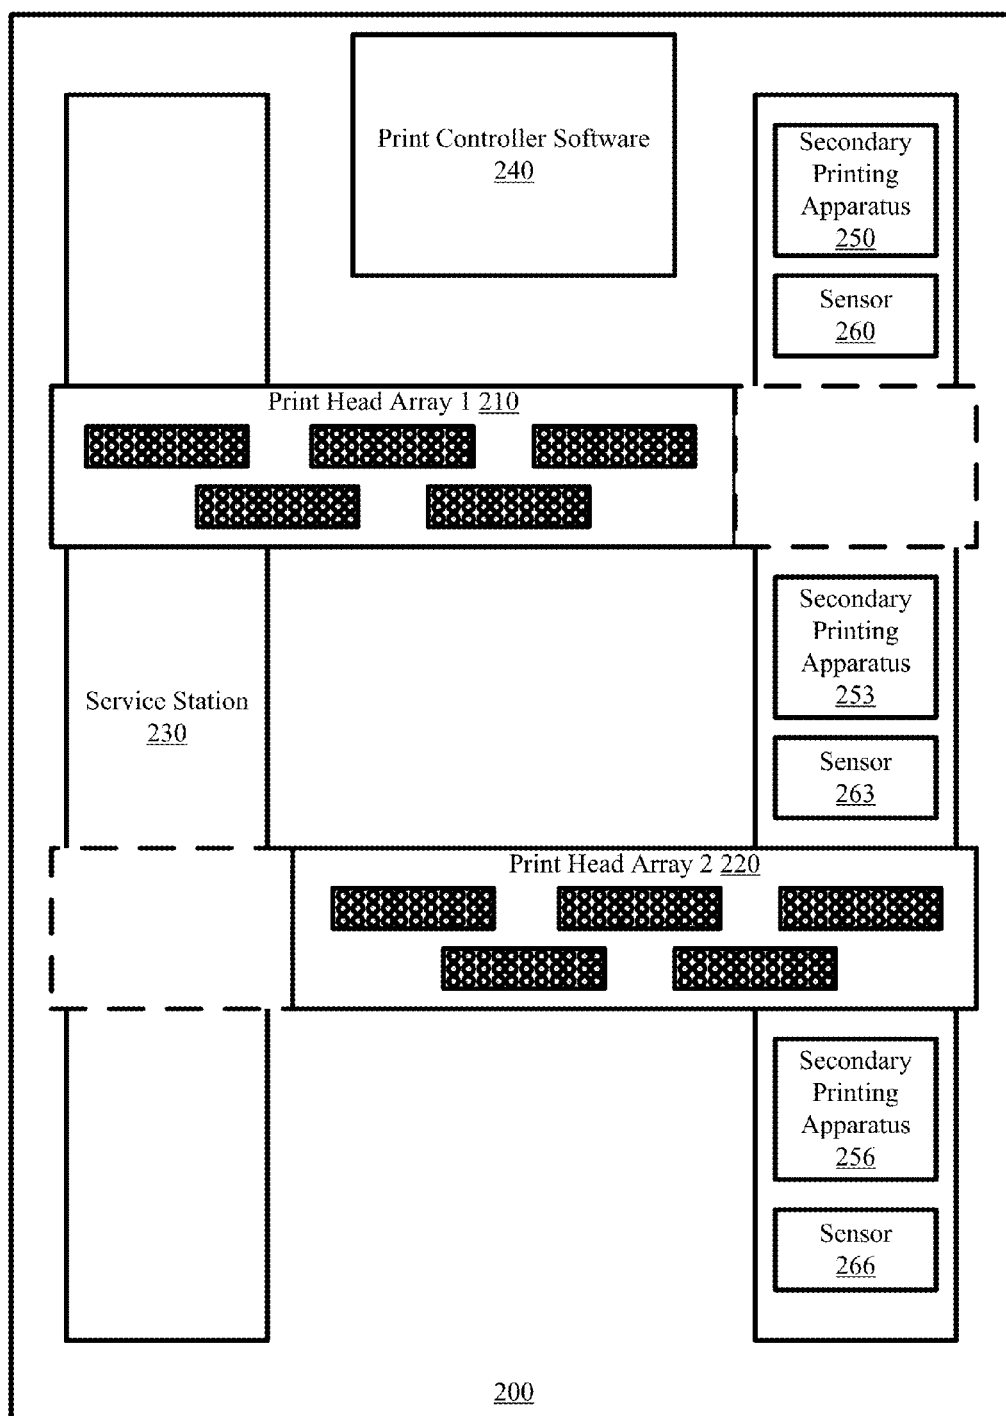 Print Controller Software
240
Secondary
Printing
Apparatus
250
Sensor
260
Print Head Array 1 210
Secondary
Printing
Apparatus
253
Service Station
230
Sensor
263
Print Head Array 2 220
Secondary
Printing
Apparatus
256
Sensor
266
200